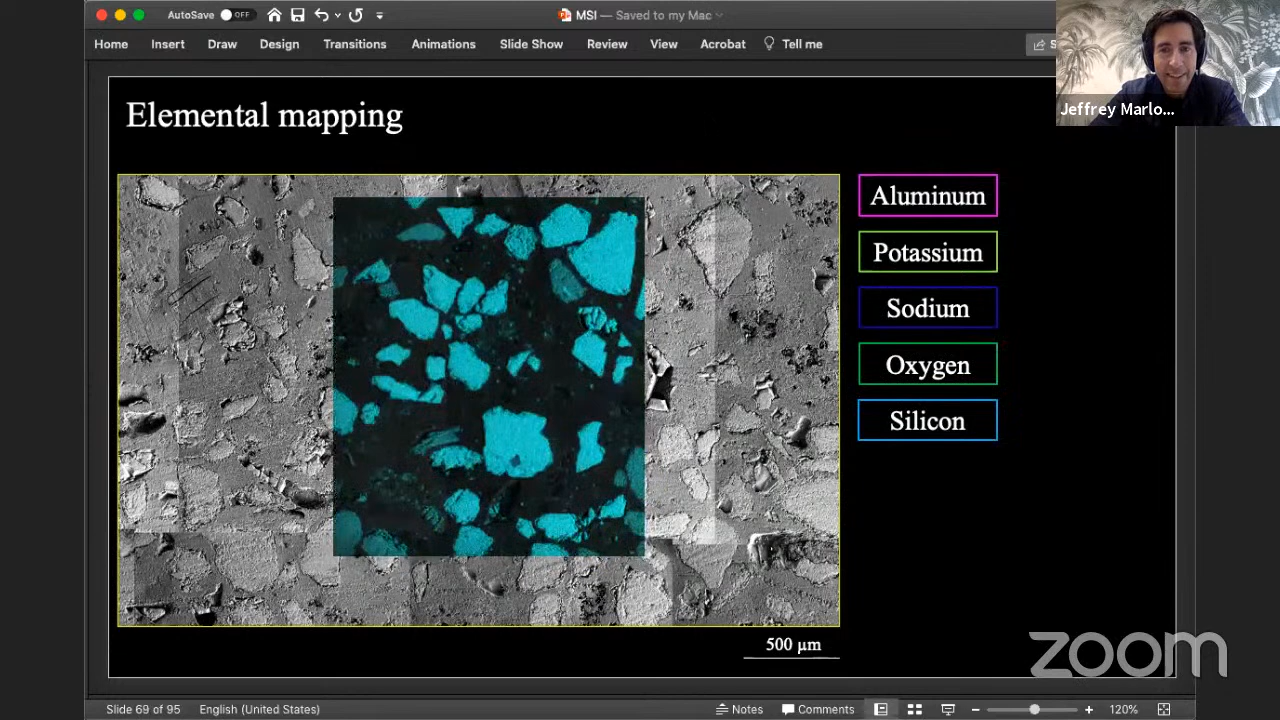 AutoSave OFF
MSI — Saved to my Mac
Home Insert Draw Design Transitions Animations Slide Show Review View Acrobat Tell me
Jeffrey Marlo...
Elemental mapping
Aluminum
Potassium
Sodium
Oxygen
Silicon
500 μm
zoom
Slide 69 of 95 English (United States) Notes Comments 120%